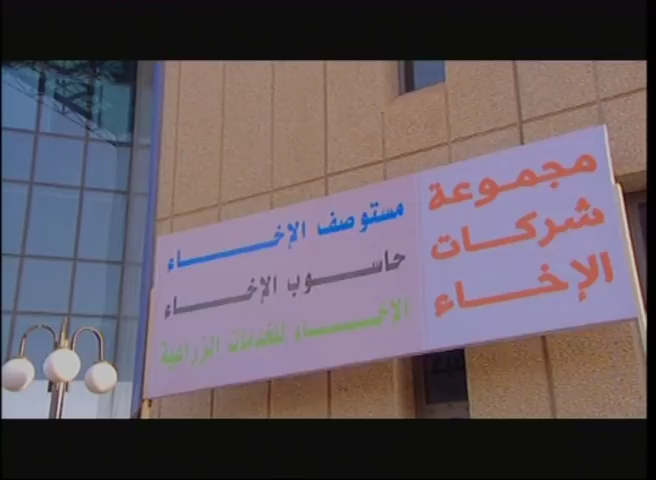 مجموعة
شركات
الإخاء
مستوصف الإخاء
حاسوب الإخاء
الإخاء للخدمات الزراعية